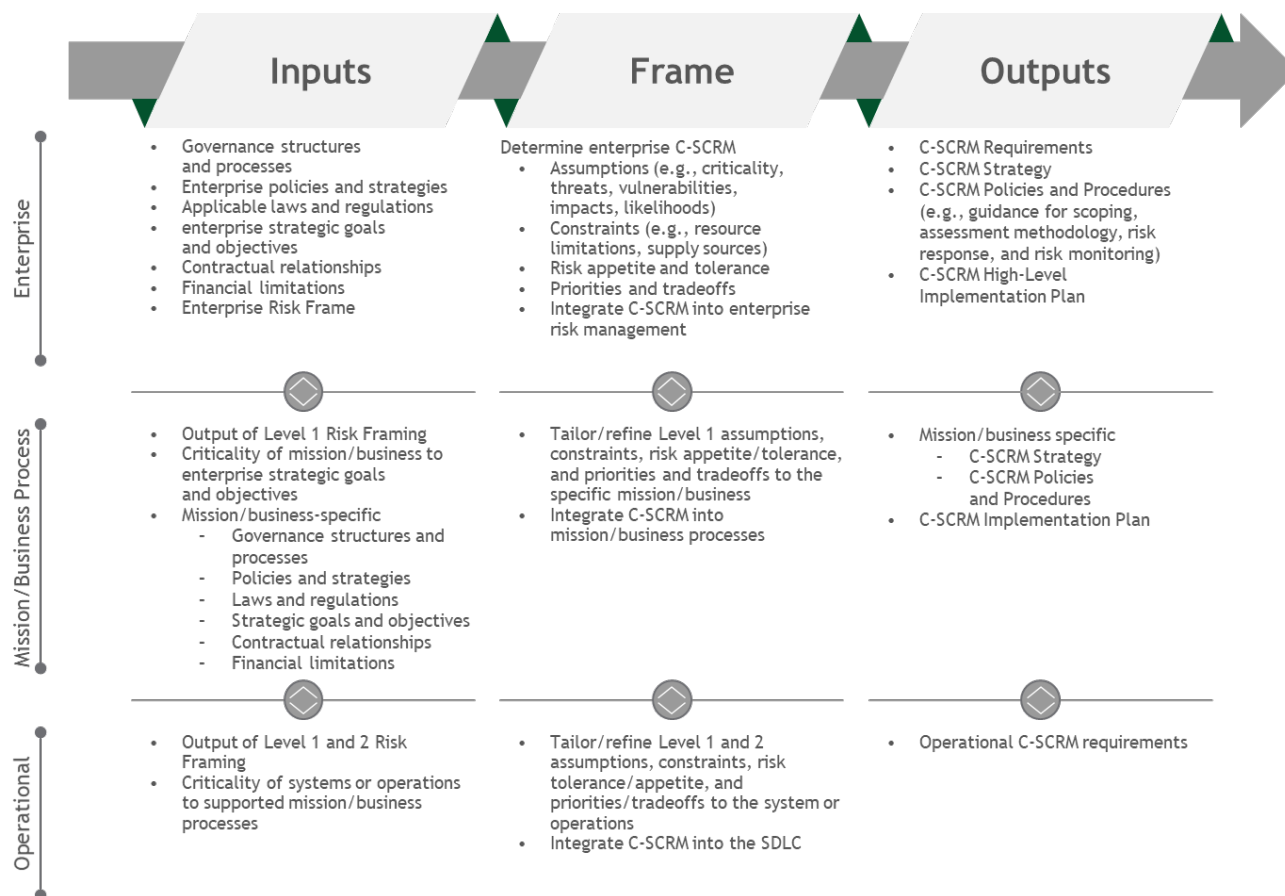 Inputs
Frame
Outputs
Enterprise
• Governance structures
and processes
• Enterprise policies and strategies
• Applicable laws and regulations
• enterprise strategic goals
and objectives
• Contractual relationships
• Financial limitations
• Enterprise Risk Frame
Determine enterprise C-SCRM
• Assumptions (e.g., criticality,
threats, vulnerabilities,
impacts, likelihoods)
• Constraints (e.g., resource
limitations, supply sources)
• Risk appetite and tolerance
• Priorities and tradeoffs
• Integrate C-SCRM into enterprise
risk management
• C-SCRM Requirements
• C-SCRM Strategy
• C-SCRM Policies and Procedures
(e.g., guidance for scoping,
assessment methodology, risk
response, and risk monitoring)
• C-SCRM High-Level
Implementation Plan
Mission/Business Process
• Output of Level 1 Risk Framing
• Criticality of mission/business to
enterprise strategic goals
and objectives
• Mission/business-specific
- Governance structures and
processes
- Policies and strategies
- Laws and regulations
- Strategic goals and objectives
- Contractual relationships
- Financial limitations
• Tailor/refine Level 1 assumptions,
constraints, risk appetite/tolerance,
and priorities and tradeoffs to the
specific mission/business
• Integrate C-SCRM into
mission/business processes
• Mission/business specific
- C-SCRM Strategy
- C-SCRM Policies
and Procedures
• C-SCRM Implementation Plan
Operational
• Output of Level 1 and 2 Risk
Framing
• Criticality of systems or operations
to supported mission/business
processes
• Tailor/refine Level 1 and 2
assumptions, constraints, risk
tolerance/appetite, and
priorities/tradeoffs to the system or
operations
• Integrate C-SCRM into the SDLC
• Operational C-SCRM requirements